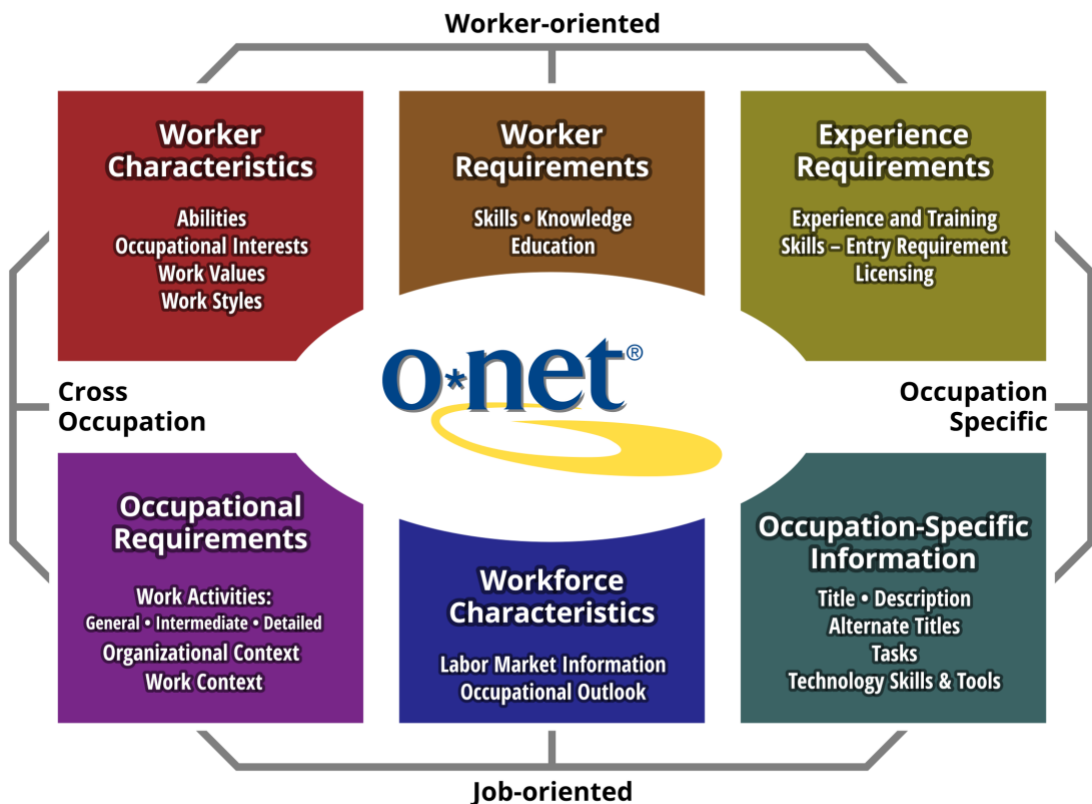 Worker-oriented
Worker
Characteristics
Abilities
Occupational Interests
Work Values
Work Styles
Worker
Requirements
Skills • Knowledge
Education
Experience
Requirements
Experience and Training
Skills – Entry Requirement
Licensing
Cross
Occupation
o*net®
Occupation
Specific
Occupational
Requirements
Work Activities:
General • Intermediate • Detailed
Organizational Context
Work Context
Workforce
Characteristics
Labor Market Information
Occupational Outlook
Occupation-Specific
Information
Title • Description
Alternate Titles
Tasks
Technology Skills & Tools
Job-oriented